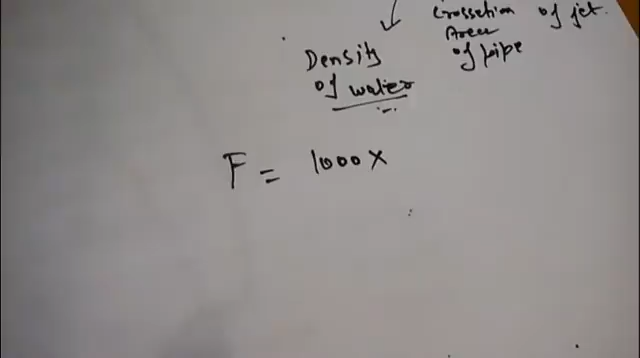 Crossection of jet.
Area
of pipe
Density
of water
F = 1000 x